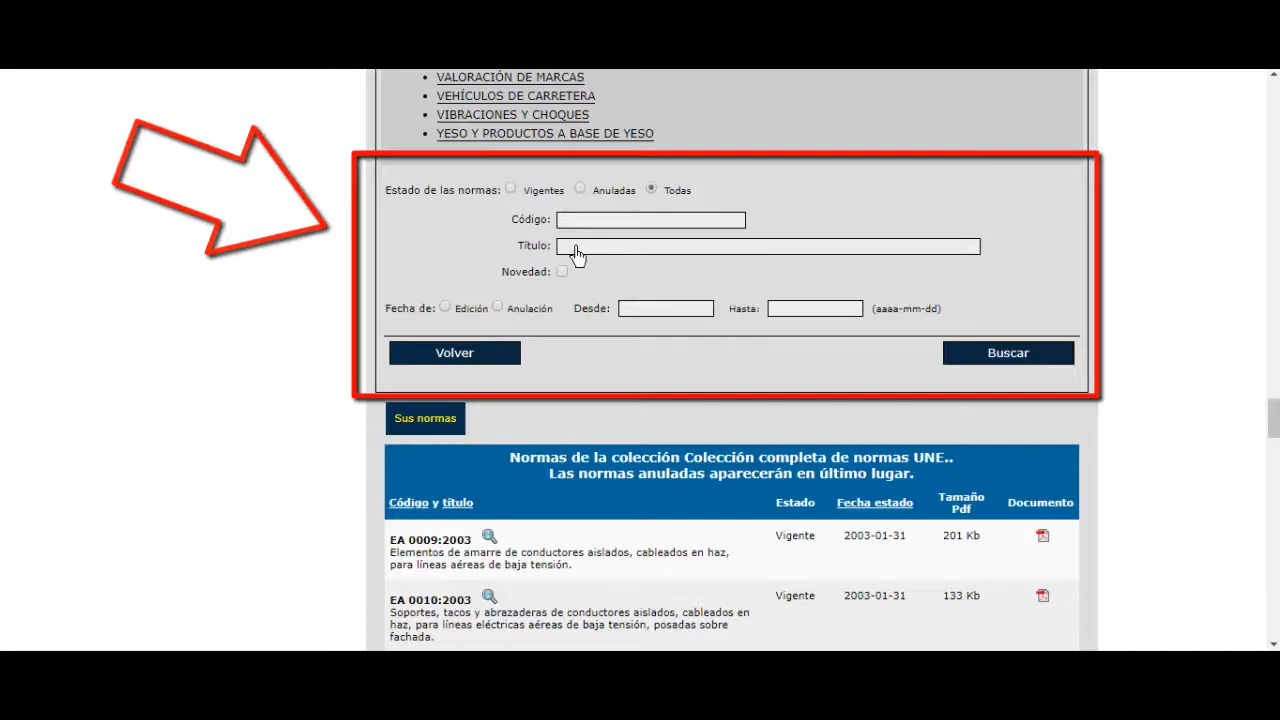 VALORACIÓN DE MARCAS
VEHÍCULOS DE CARRETERA
VIBRACIONES Y CHOQUES
YESO Y PRODUCTOS A BASE DE YESO
Estado de las normas: Vigentes Anuladas Todas
Código:
Título:
Novedad:
Fecha de: Edición Anulación Desde: Hasta: (aaaa-mm-dd)
Volver Buscar
Sus normas
Normas de la colección Colección completa de normas UNE..
Las normas anuladas aparecerán en último lugar.
Código y título Estado Fecha estado Tamaño Pdf Documento
EA 0009:2003 Vigente 2003-01-31 201 Kb
Elementos de amarre de conductores aislados, cableados en haz,
para líneas aéreas de baja tensión.
EA 0010:2003 Vigente 2003-01-31 133 Kb
Soportes, tacos y abrazaderas de conductores aislados, cableados en
haz, para líneas eléctricas aéreas de baja tensión, posadas sobre
fachada.